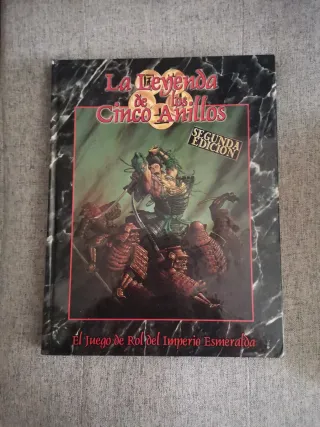 La Leyenda
de los
Cinco Anillos
SEGUNDA
EDICIÓN
El Juego de Rol del Imperio Esmeralda